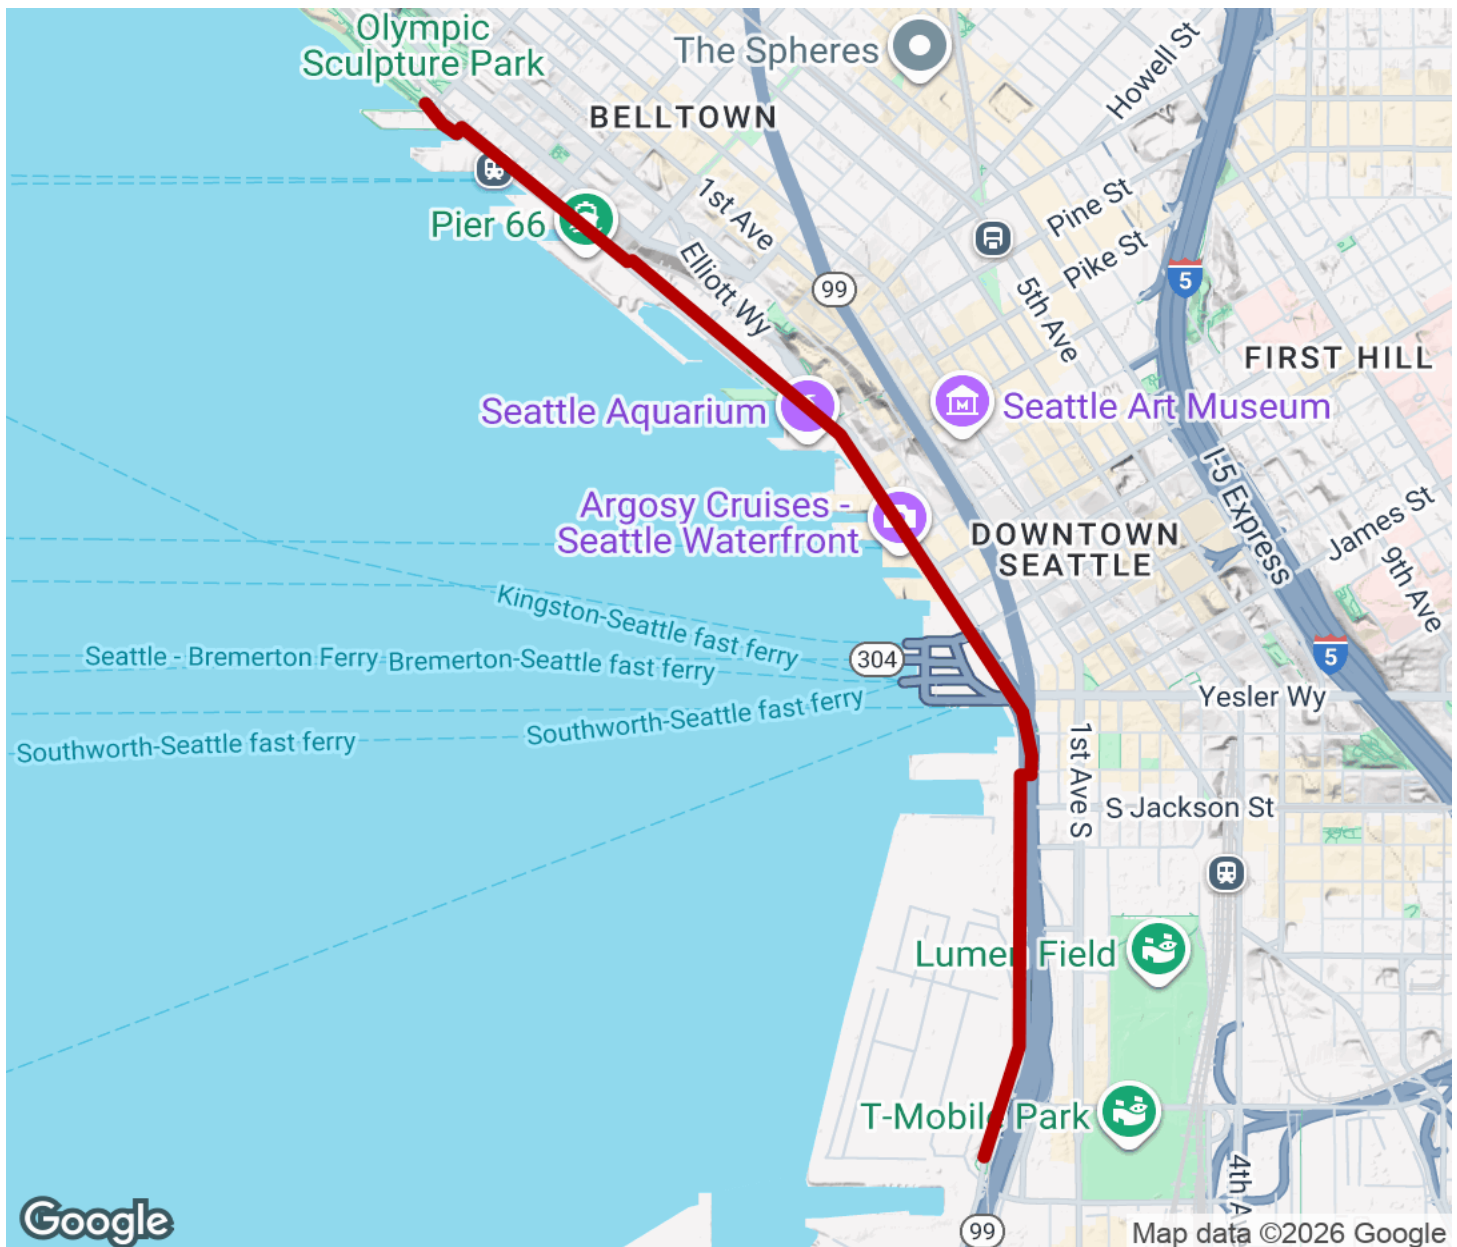 Olympic
Sculpture Park
The Spheres
Howell St
BELLTOWN
Pier 66
1st Ave
Pine St
Pike St
Elliott Wy
99
5th Ave
5
FIRST HILL
Seattle Aquarium
Seattle Art Museum
I-5 Express
Argosy Cruises -
Seattle Waterfront
DOWNTOWN
SEATTLE
James St
9th Ave
Kingston-Seattle fast ferry
Seattle - Bremerton Ferry
Bremerton-Seattle fast ferry
304
5
Yesler Wy
Southworth-Seattle fast ferry
Southworth-Seattle fast ferry
1st Ave S
S Jackson St
Lumen Field
T-Mobile Park
4th Av
99
Google
Map data ©2026 Google